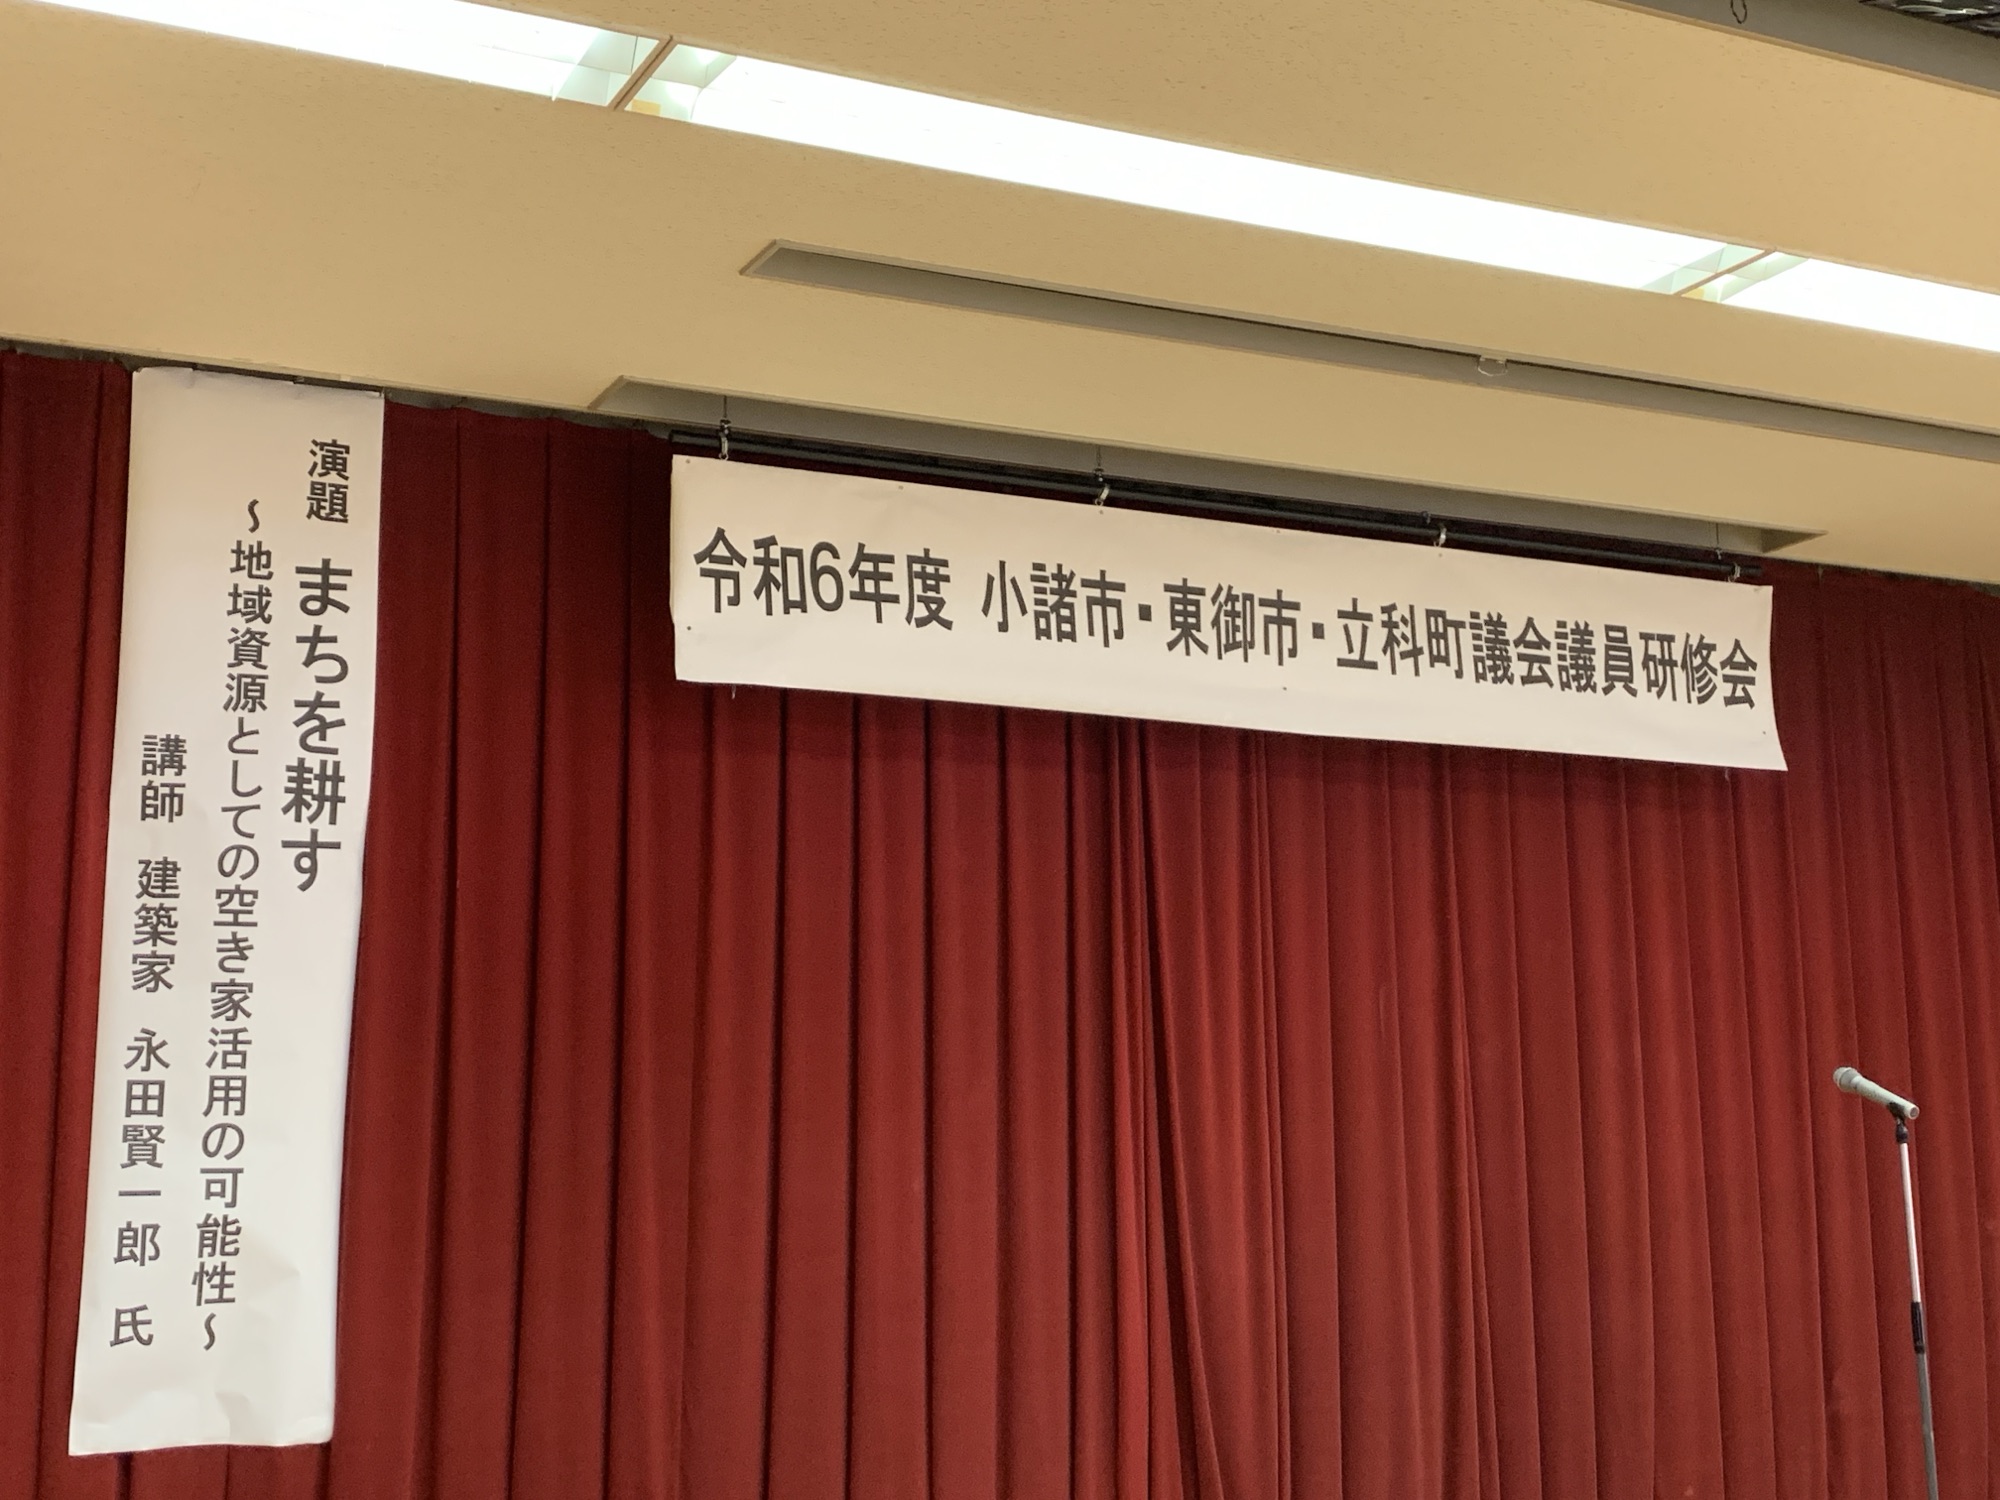 令和6年度 小諸市・東御市・立科町議会議員研修会
演題 まちを耕す
～地域資源としての空き家活用の可能性～
講師 建築家 永田賢一郎 氏